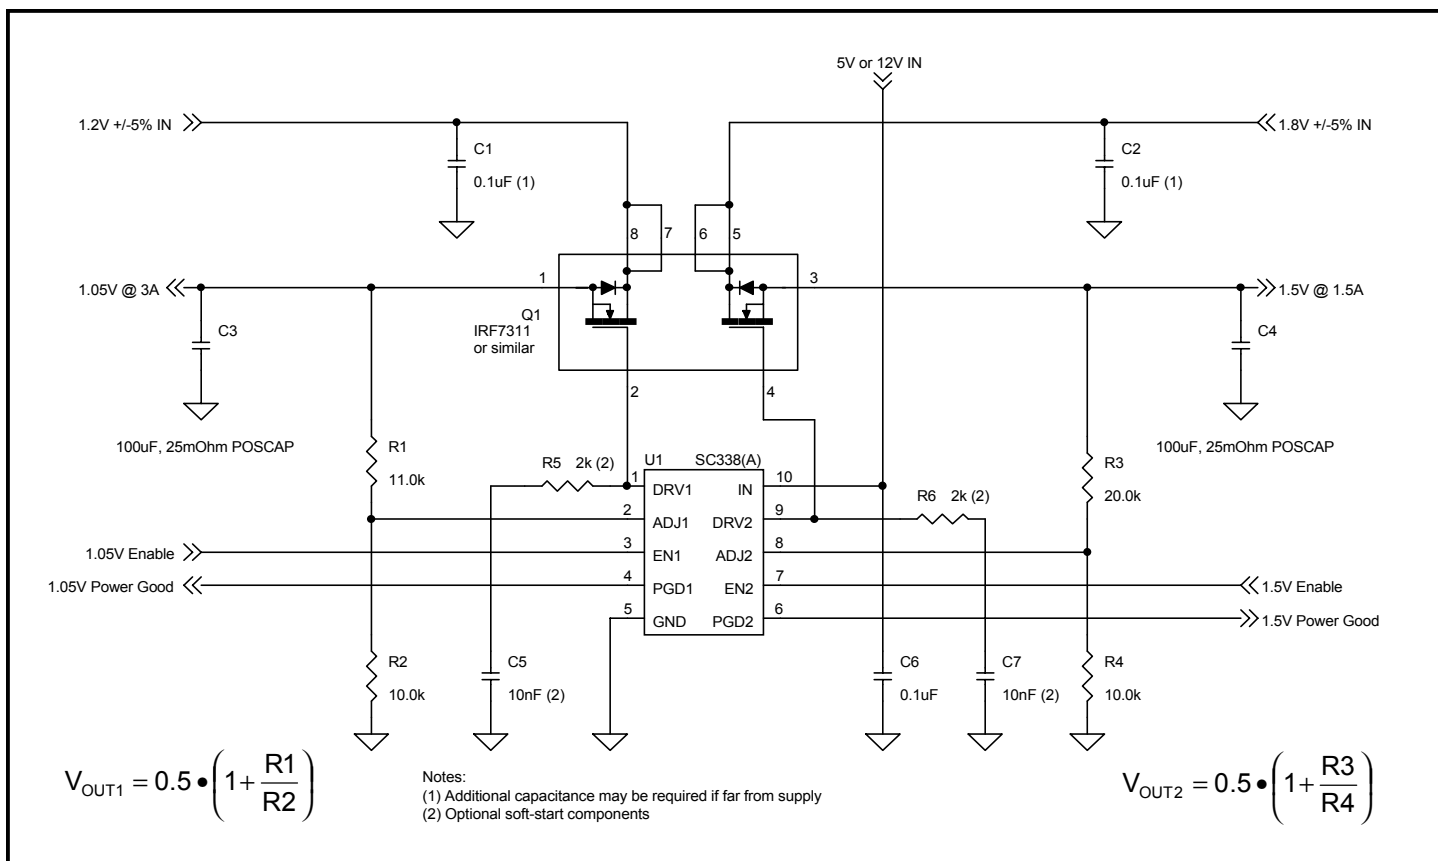 5V or 12V IN
1.2V +/-5% IN
1.8V +/-5% IN
C1
0.1uF (1)
C2
0.1uF (1)
8
7
6
5
1.05V @ 3A
1
3
1.5V @ 1.5A
C3
Q1
IRF7311
or similar
C4
2
4
100uF, 25mOhm POSCAP
100uF, 25mOhm POSCAP
R1
11.0k
R3
20.0k
R5
2k (2)
U1
SC338(A)
1
DRV1
IN
10
R6
2k (2)
2
ADJ1
DRV2
9
1.05V Enable
3
EN1
ADJ2
8
1.05V Power Good
4
PGD1
EN2
7
1.5V Enable
5
GND
PGD2
6
1.5V Power Good
R2
10.0k
C5
10nF (2)
C6
0.1uF
C7
10nF (2)
R4
10.0k
V_OUT1 = 0.5 • (1 + R1/R2)
Notes:
(1) Additional capacitance may be required if far from supply
(2) Optional soft-start components
V_OUT2 = 0.5 • (1 + R3/R4)